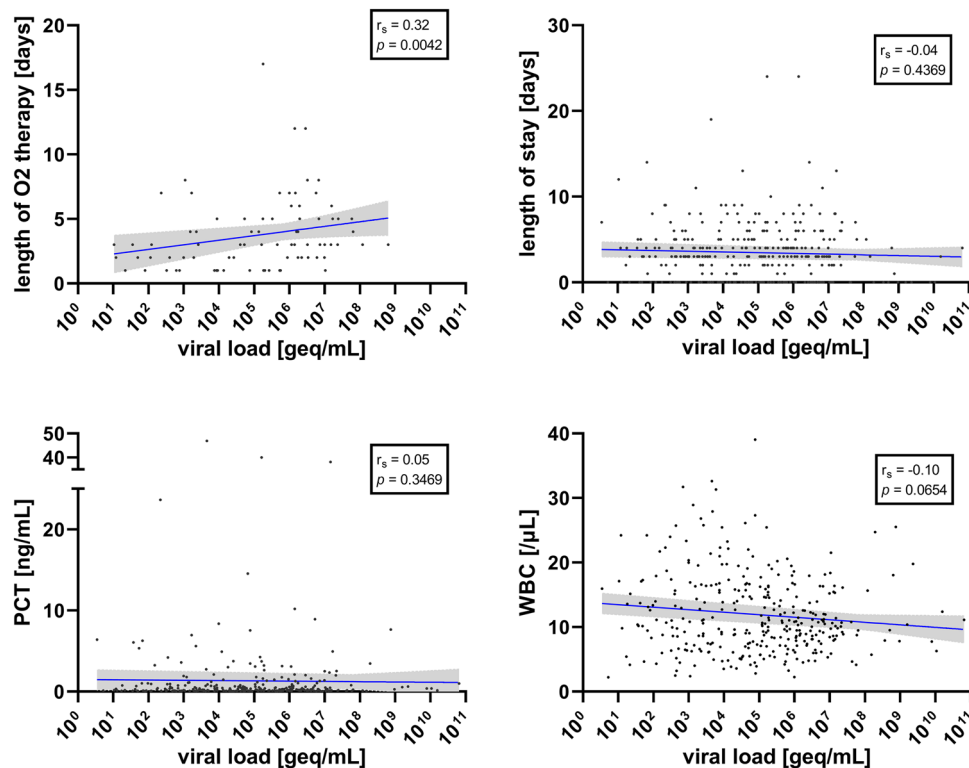 length of O2 therapy [days]
20
15
10
5
0
r_s = 0.32
p = 0.0042
10^0 10^1 10^2 10^3 10^4 10^5 10^6 10^7 10^8 10^9 10^10 10^11
viral load [geq/mL]
length of stay [days]
30
20
10
0
r_s = -0.04
p = 0.4369
10^0 10^1 10^2 10^3 10^4 10^5 10^6 10^7 10^8 10^9 10^10 10^11
viral load [geq/mL]
PCT [ng/mL]
50
40
20
10
0
r_s = 0.05
p = 0.3469
10^0 10^1 10^2 10^3 10^4 10^5 10^6 10^7 10^8 10^9 10^10 10^11
viral load [geq/mL]
WBC [/µL]
40
30
20
10
0
r_s = -0.10
p = 0.0654
10^0 10^1 10^2 10^3 10^4 10^5 10^6 10^7 10^8 10^9 10^10 10^11
viral load [geq/mL]